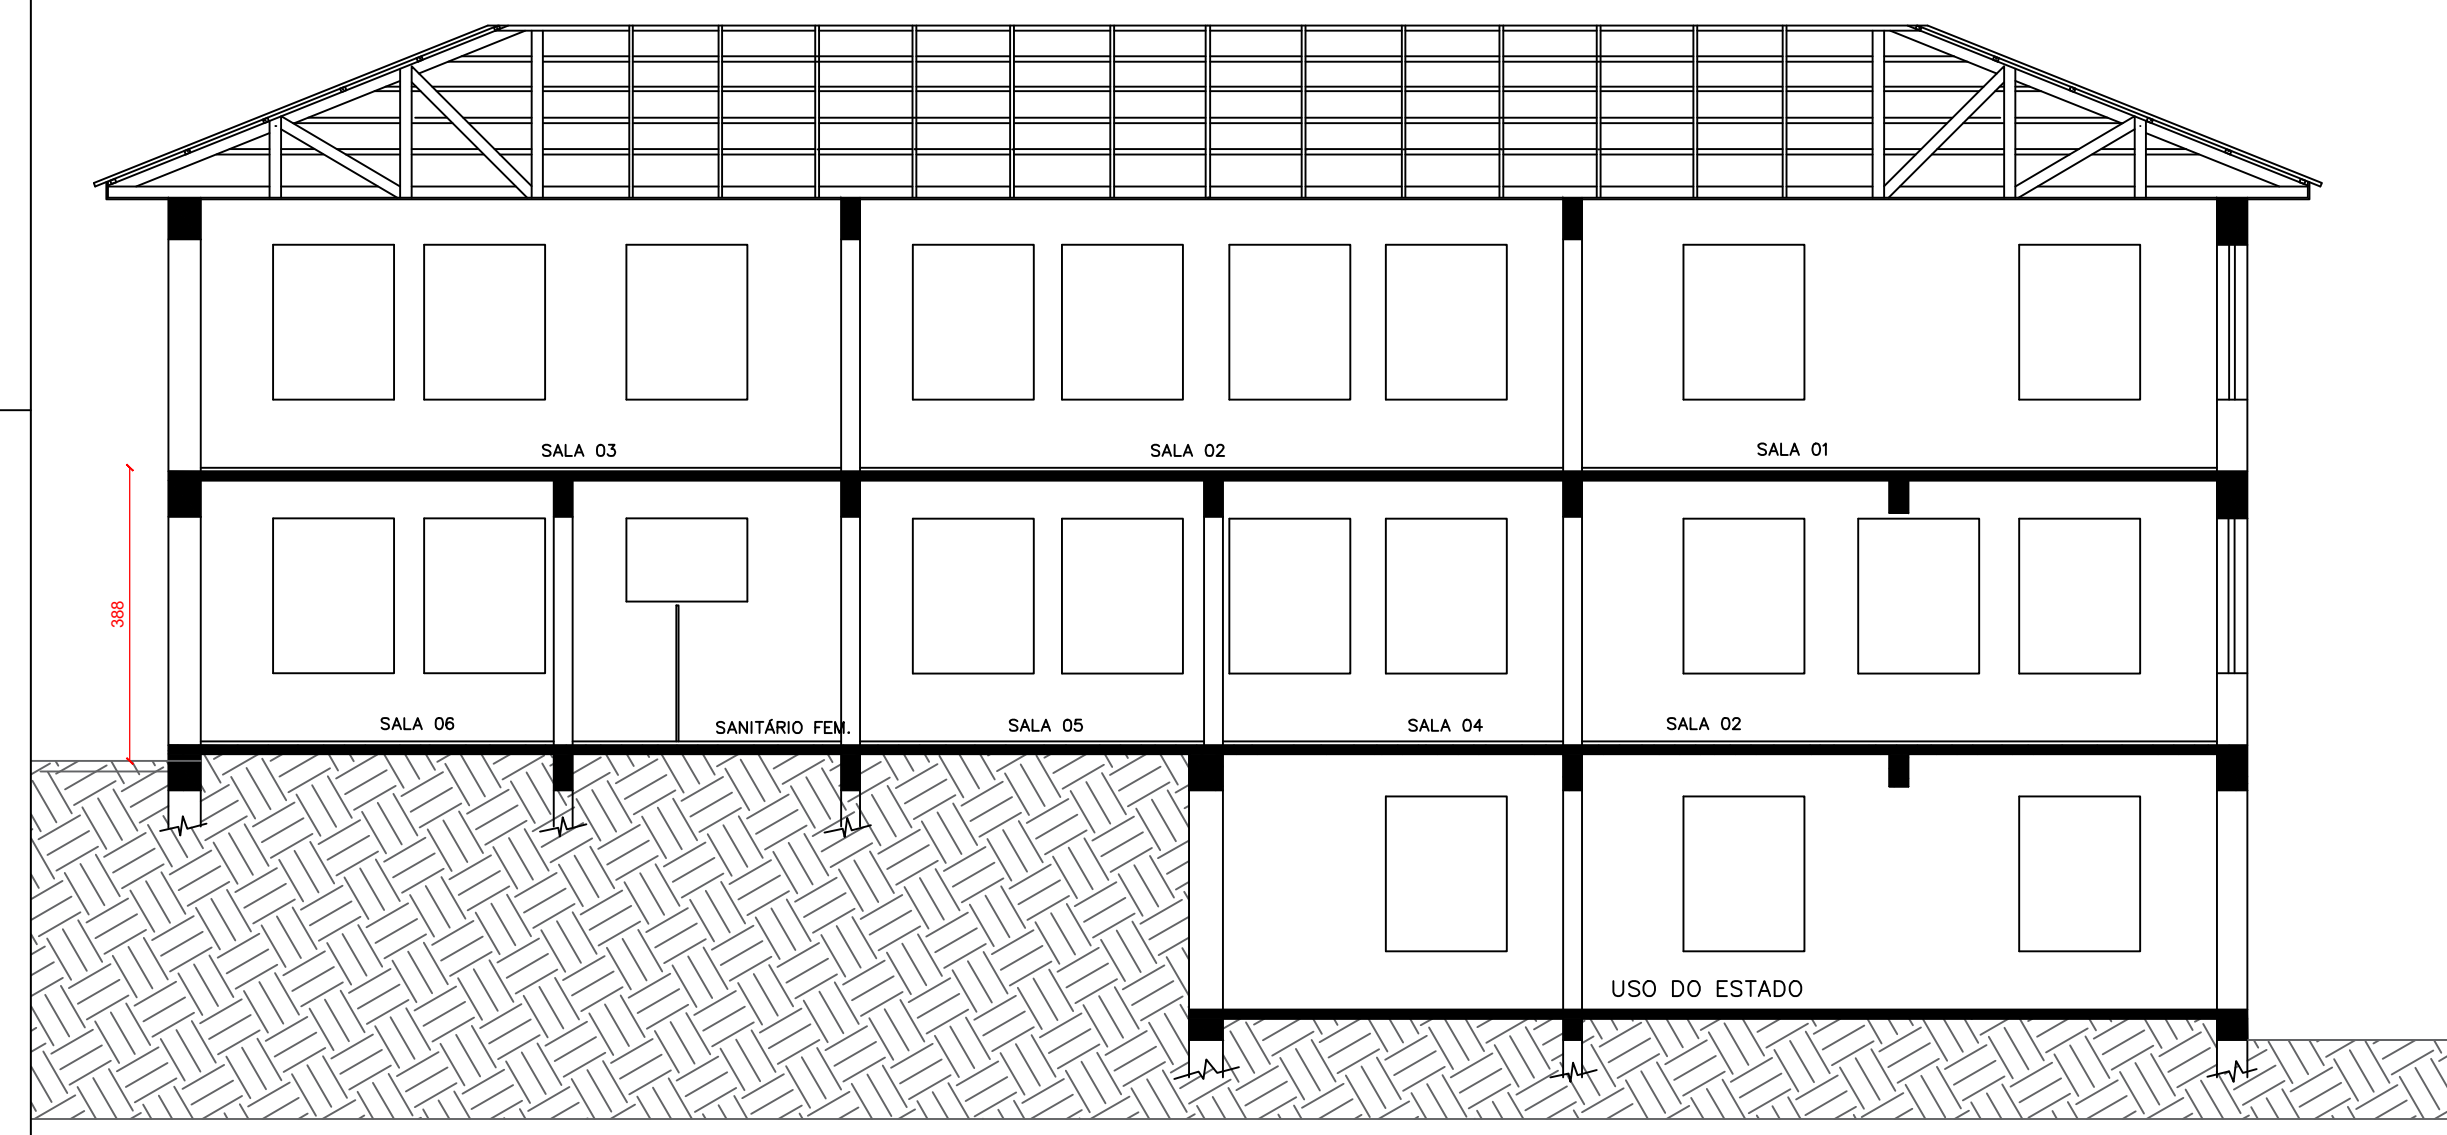 SALA 03
SALA 02
SALA 01
388
SALA 06
SANITÁRIO FEM.
SALA 05
SALA 04
SALA 02
USO DO ESTADO